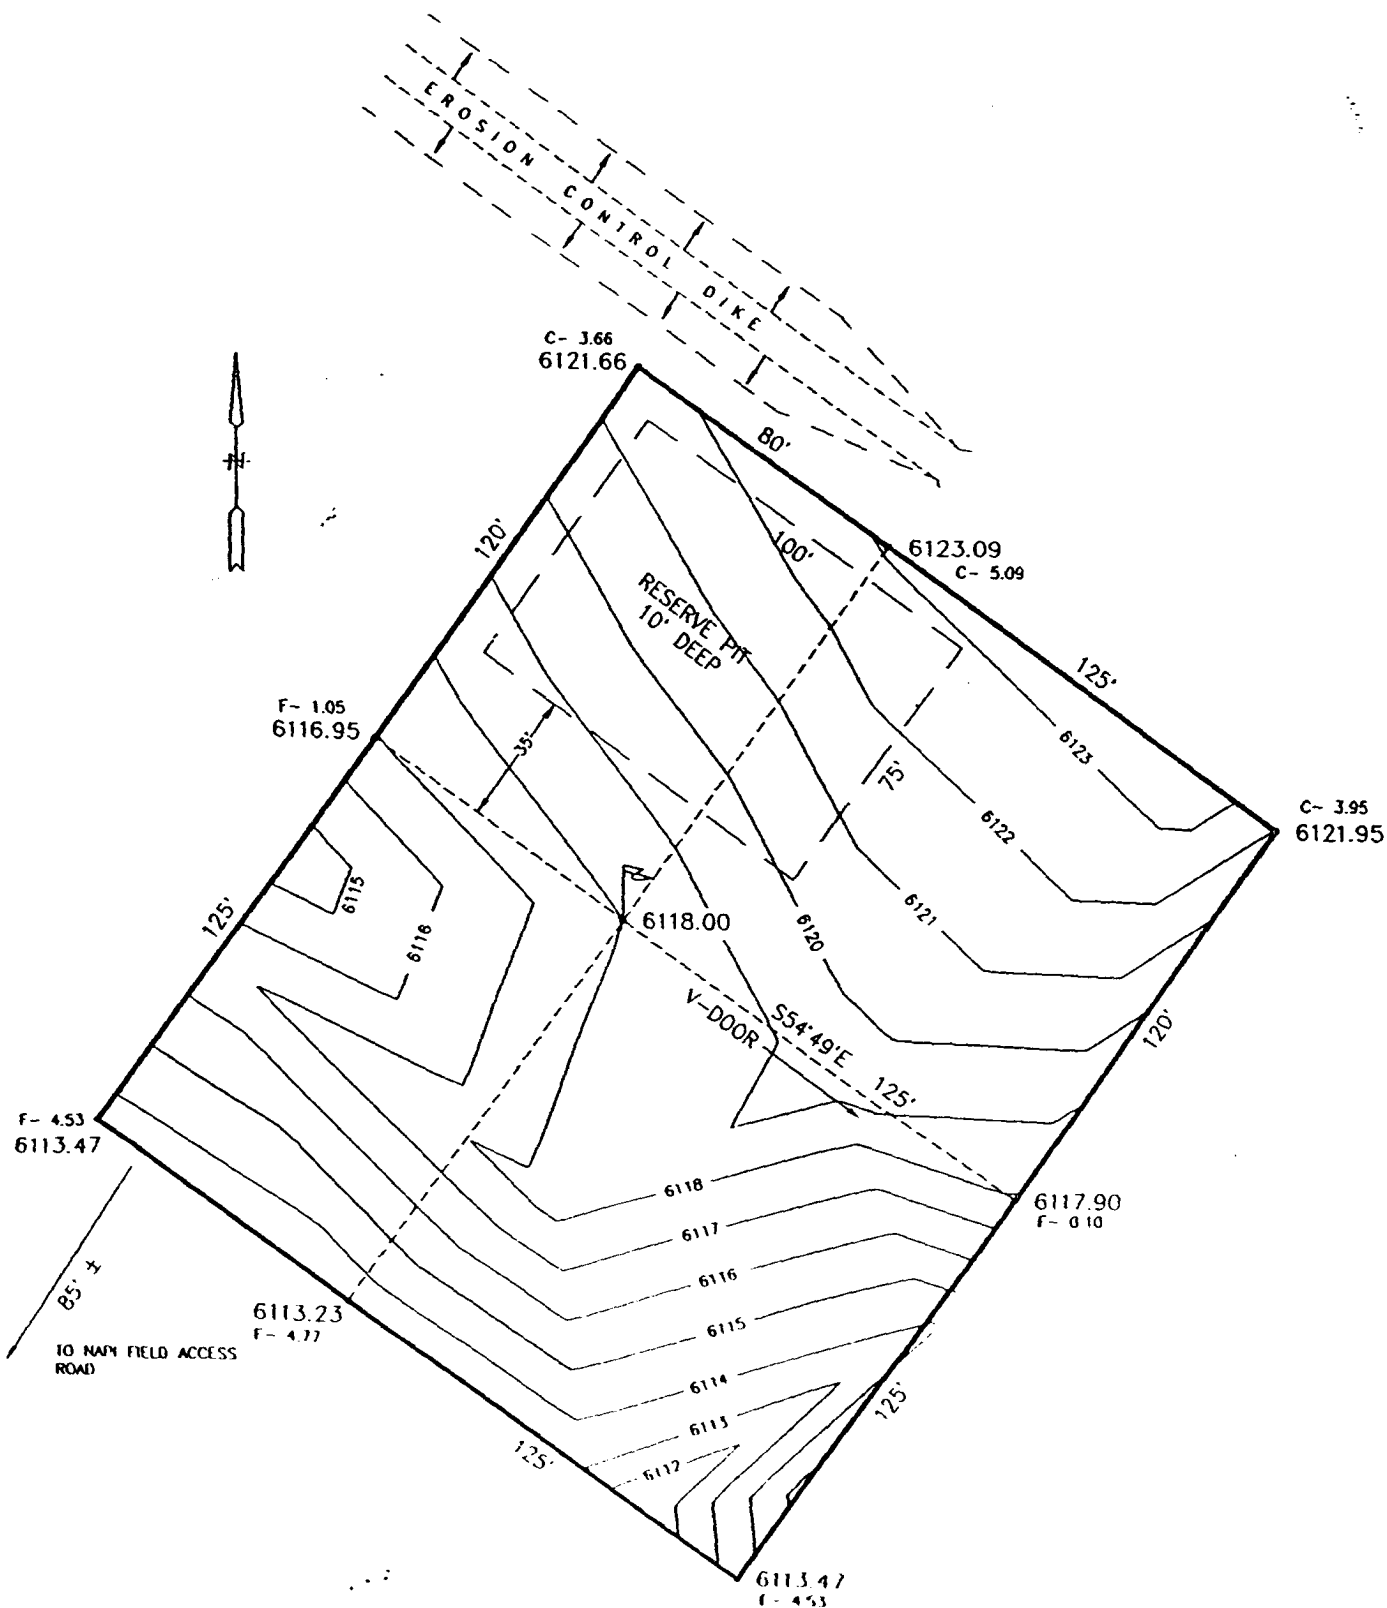 EROSION CONTROL DIKE
C- 3.66
6121.66
80'
N
120'
100'
6123.09
C- 5.09
RESERVE PIT
10' DEEP
125'
F- 1.05
6116.95
35'
6123
75'
C- 3.95
6121.95
6122
6115
6121
125'
6118.00
6120
6116
V-DOOR
S54°49'E
120'
125'
F- 4.53
6113.47
6118
6117.90
F- 0.10
6117
6116
85' ±
6113.23
F- 4.77
6115
TO NAPI FIELD ACCESS
ROAD
6114
125'
6113
125'
6112
6113.47
F- 4.53